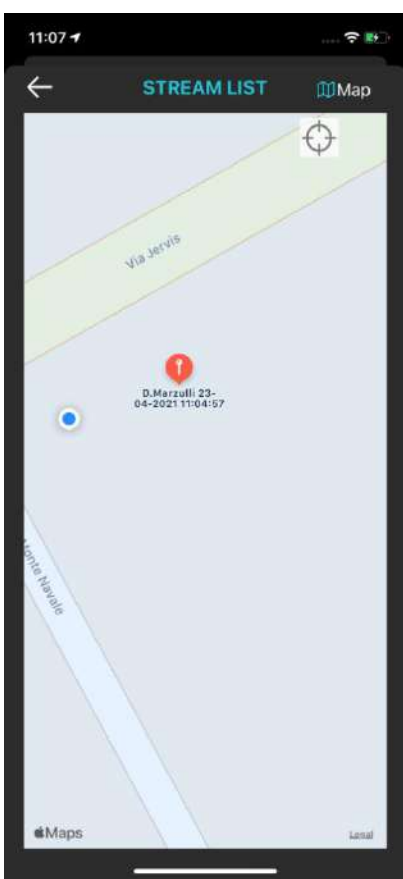 11:07
STREAM LIST
Map
Via Jervis
D.Marzulli 23-
04-2021 11:04:57
Monte Navale
Maps
Legal